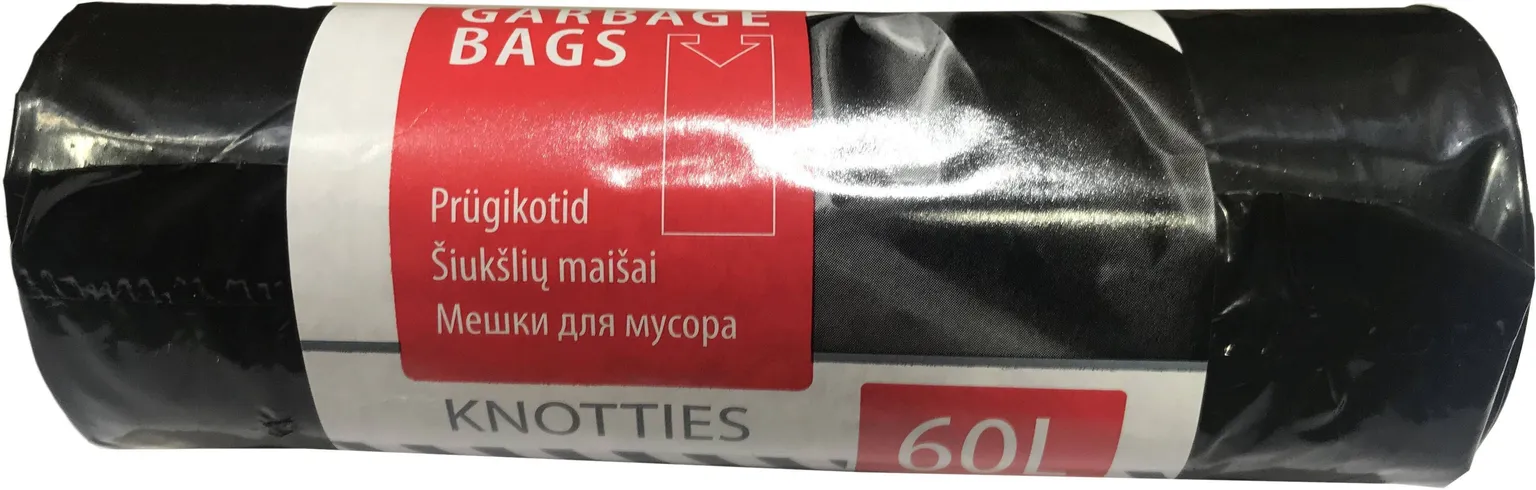 GARBAGE
BAGS
Prügikotid
Šiukšlių maišai
Мешки для мусора
KNOTTIES
60L